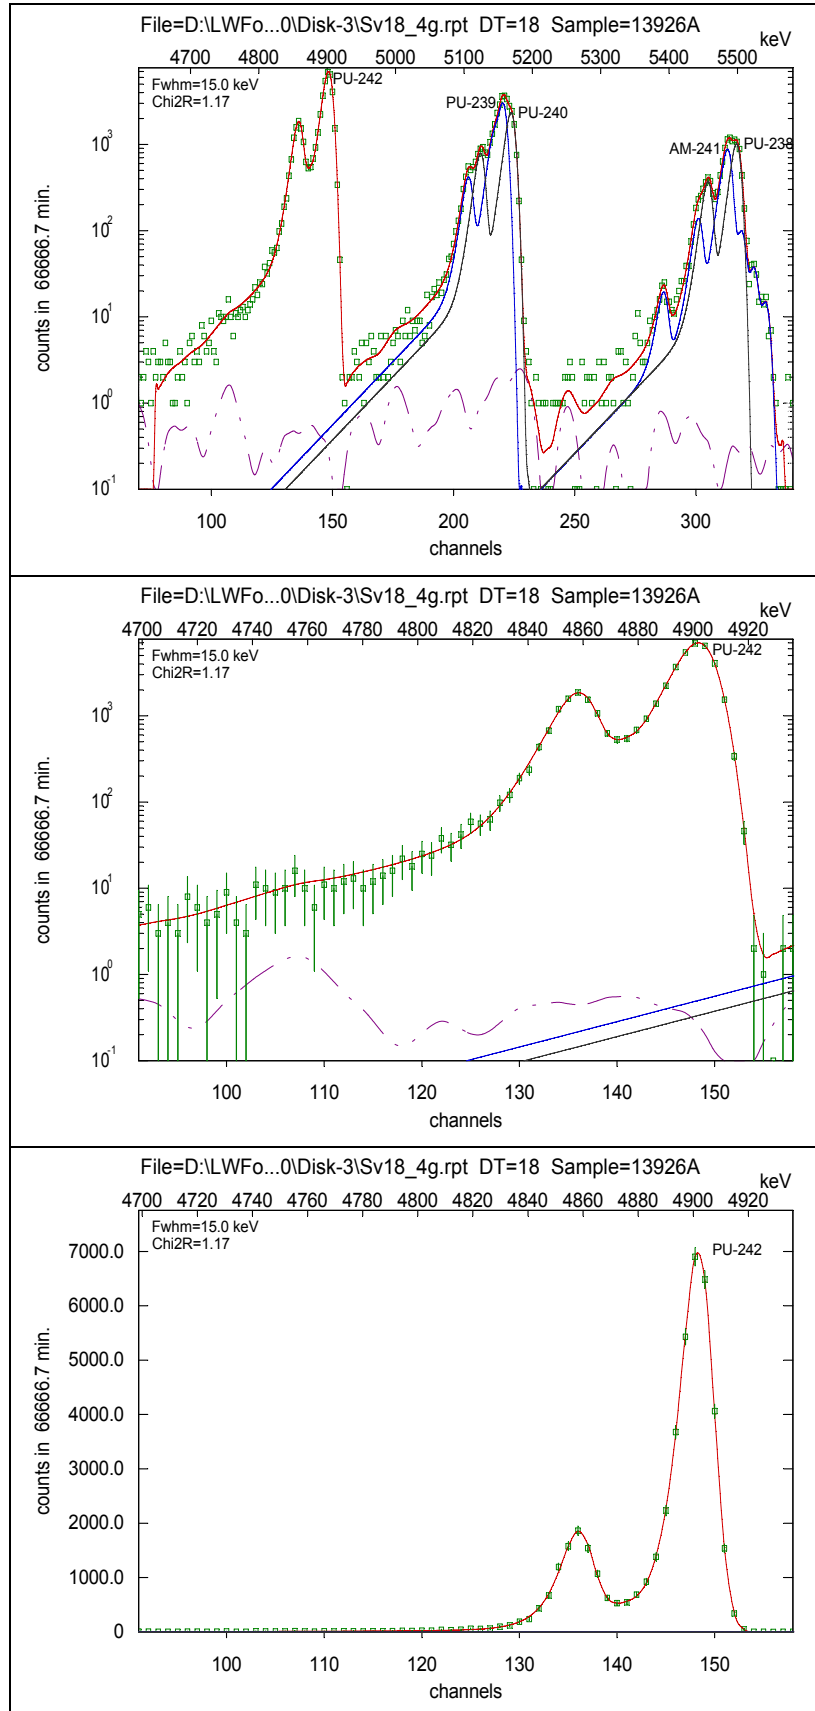 File=D:\LWFo...0\Disk-3\Sv18_4g.rpt DT=18 Sample=13926A
keV
4700 4800 4900 5000 5100 5200 5300 5400 5500
Fwhm=15.0 keV
Chi2R=1.17
PU-242
PU-239
PU-240
AM-241
PU-238
10^3
10^2
10^1
10^0
10^-1
counts in 66666.7 min.
100 150 200 250 300
channels
File=D:\LWFo...0\Disk-3\Sv18_4g.rpt DT=18 Sample=13926A
keV
4700 4720 4740 4760 4780 4800 4820 4840 4860 4880 4900 4920
Fwhm=15.0 keV
Chi2R=1.17
PU-242
10^3
10^2
10^1
10^0
10^-1
counts in 66666.7 min.
100 110 120 130 140 150
channels
File=D:\LWFo...0\Disk-3\Sv18_4g.rpt DT=18 Sample=13926A
keV
4700 4720 4740 4760 4780 4800 4820 4840 4860 4880 4900 4920
Fwhm=15.0 keV
Chi2R=1.17
PU-242
7000.0
6000.0
5000.0
4000.0
3000.0
2000.0
1000.0
0
counts in 66666.7 min.
100 110 120 130 140 150
channels